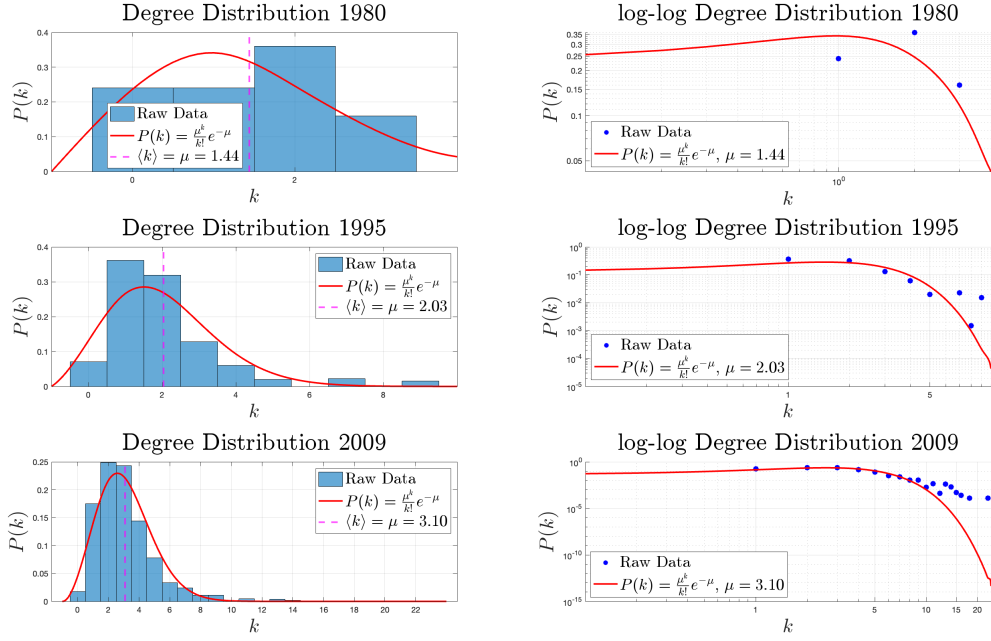 Degree Distribution 1980
P(k)
0.4
0.3
0.2
0.1
0
0 2
k
Raw Data
P(k) = \frac{μ^k}{k!}e^{-μ}
⟨k⟩ = μ = 1.44
log-log Degree Distribution 1980
P(k)
0.35
0.25
0.15
0.1
0.05
10^0
k
Raw Data
P(k) = \frac{μ^k}{k!}e^{-μ}, μ = 1.44
Degree Distribution 1995
P(k)
0.4
0.3
0.2
0.1
0
0 2 4 6 8
k
Raw Data
P(k) = \frac{μ^k}{k!}e^{-μ}
⟨k⟩ = μ = 2.03
log-log Degree Distribution 1995
P(k)
10^0
10^{-1}
10^{-2}
10^{-3}
10^{-4}
10^{-5}
1 5
k
Raw Data
P(k) = \frac{μ^k}{k!}e^{-μ}, μ = 2.03
Degree Distribution 2009
P(k)
0.25
0.2
0.15
0.1
0.05
0
0 2 4 6 8 10 12 14 16 18 20 22
k
Raw Data
P(k) = \frac{μ^k}{k!}e^{-μ}
⟨k⟩ = μ = 3.10
log-log Degree Distribution 2009
P(k)
10^0
10^{-5}
10^{-10}
10^{-15}
1 5 10 15 20
k
Raw Data
P(k) = \frac{μ^k}{k!}e^{-μ}, μ = 3.10